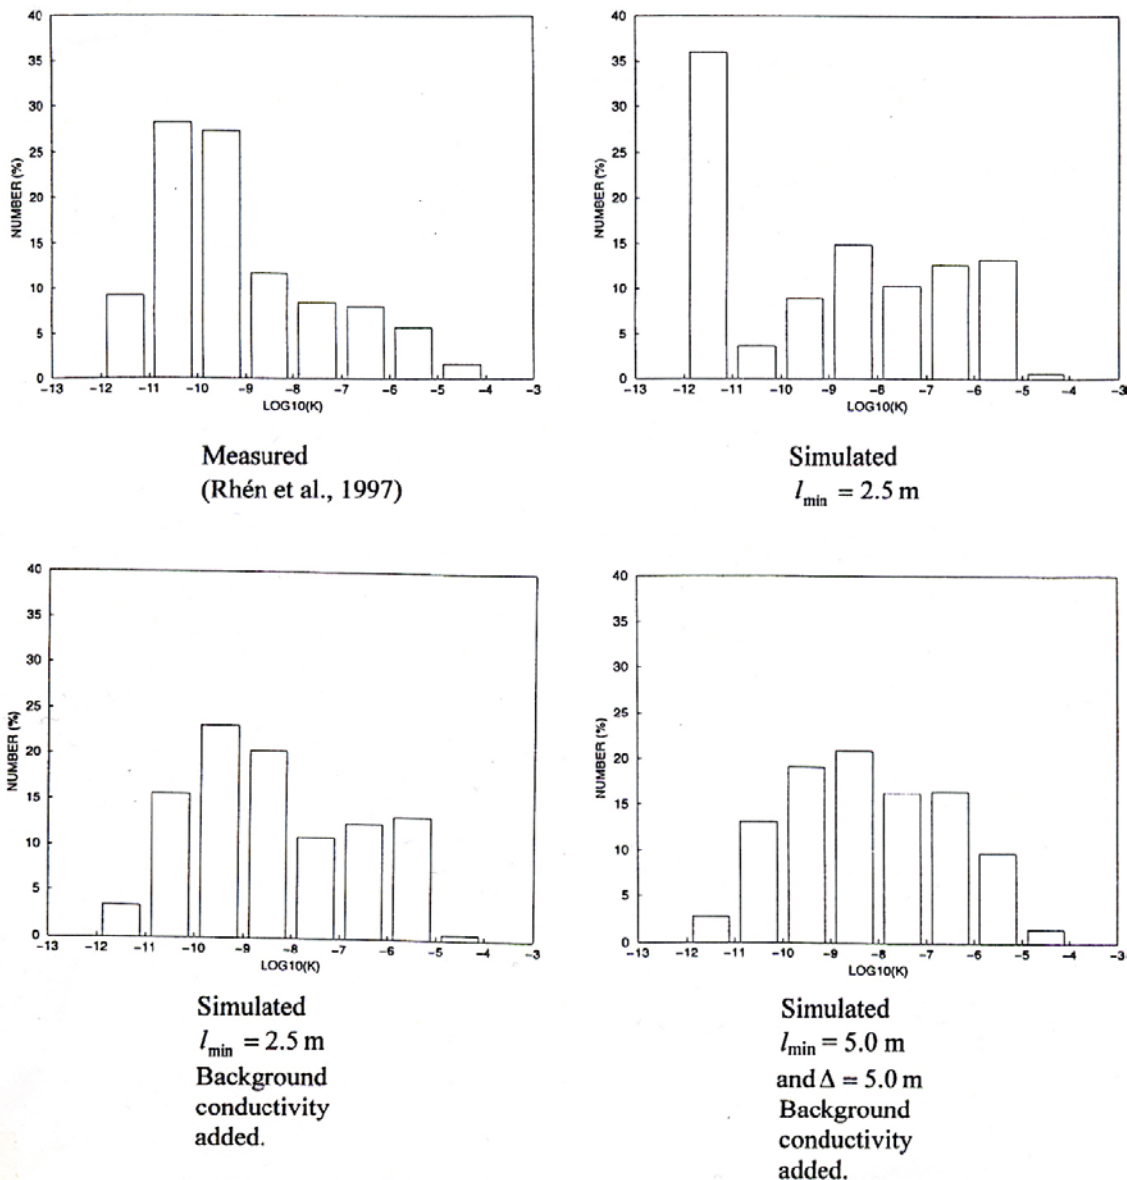 40
35
30
25
20
15
10
5
0
NUMBER (%)
-13 -12 -11 -10 -9 -8 -7 -6 -5 -4 -3
LOG10(K)
Measured
(Rhén et al., 1997)
40
35
30
25
20
15
10
5
0
NUMBER (%)
-13 -12 -11 -10 -9 -8 -7 -6 -5 -4 -3
LOG10(K)
Simulated
l_min = 2.5 m
40
35
30
25
20
15
10
5
0
NUMBER (%)
-13 -12 -11 -10 -9 -8 -7 -6 -5 -4 -3
LOG10(K)
Simulated
l_min = 2.5 m
Background
conductivity
added.
40
35
30
25
20
15
10
5
0
NUMBER (%)
-13 -12 -11 -10 -9 -8 -7 -6 -5 -4 -3
LOG10(K)
Simulated
l_min = 5.0 m
and Δ = 5.0 m
Background
conductivity
added.